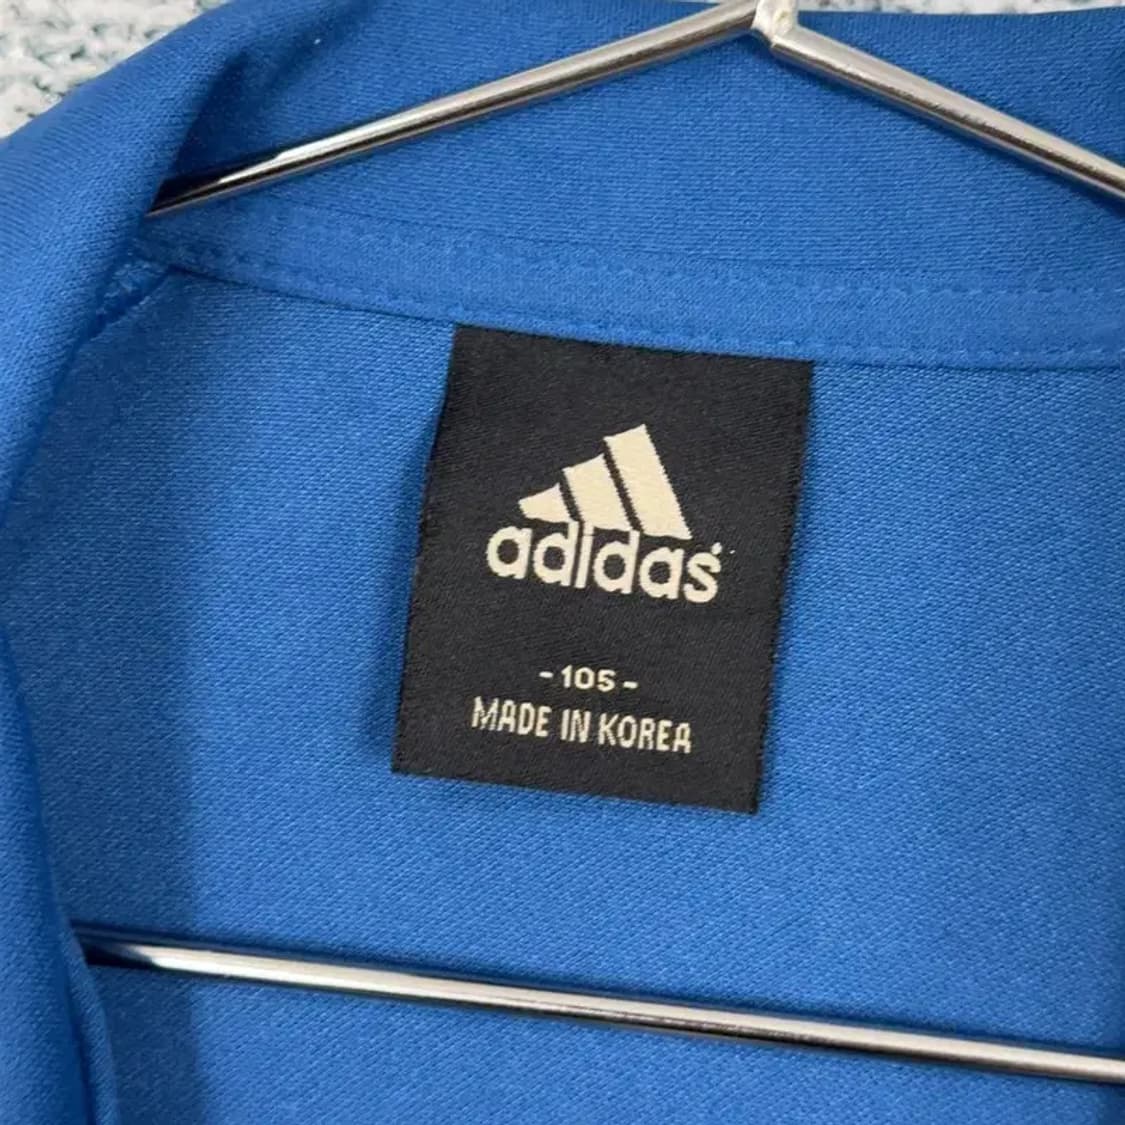 adidas
- 105 -
MADE IN KOREA